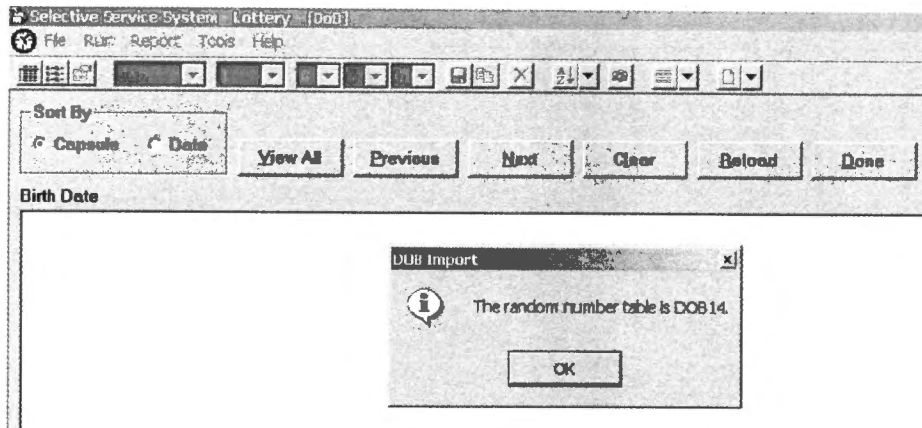 Selective Service System - Lottery - [DoD]
File Run Report Tools Help
Sort By
Capsule Date
View All Previous Next Clear Reload Done
Birth Date
DOB Import
The random number table is DOB14.
OK